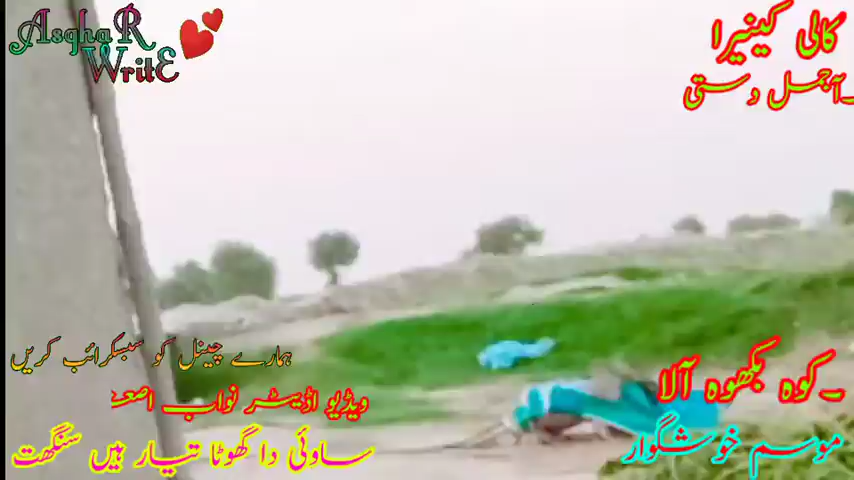 AsghaR
WritE
کالی کینیرا
آجمل دستی
ہمارے چینل کو سبسکرائب کریں
ویڈیو اڈیٹر نواب اصغ
ساوئی دا گھوٹا تیار ہیں سنگھت
کوہ بکھوہ آلا
موسم خوشگوار